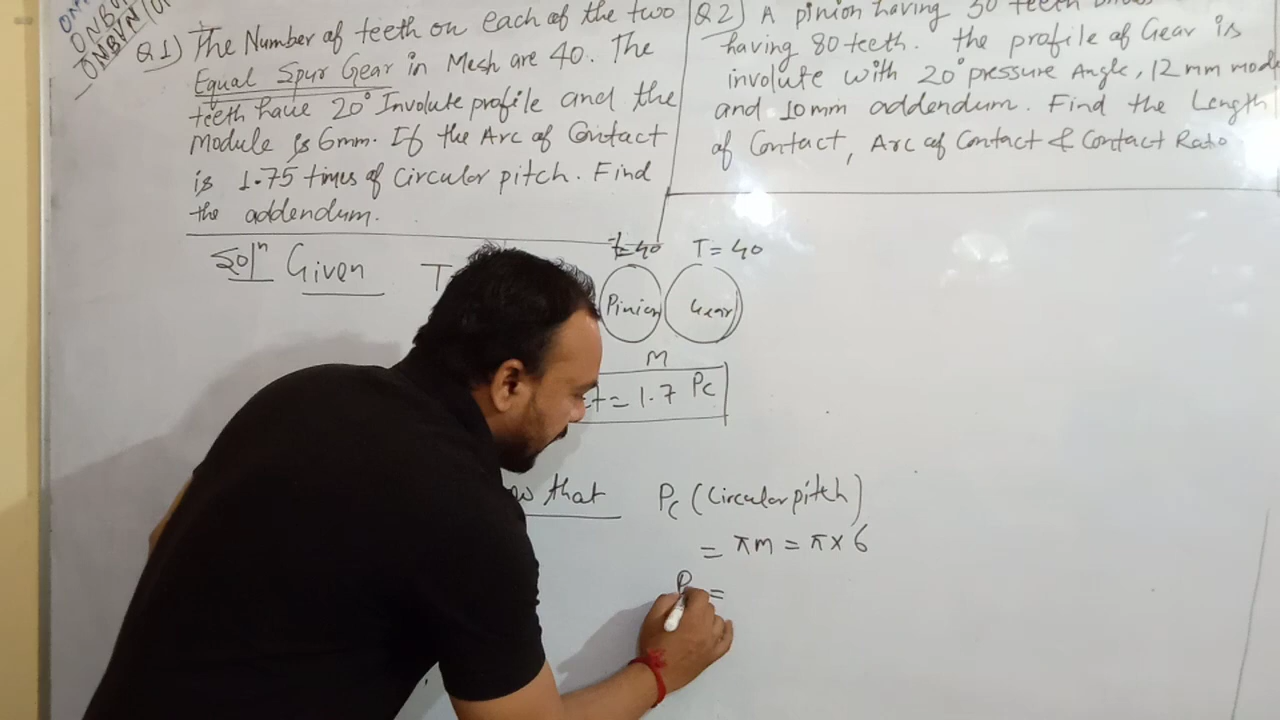 ONBVN
Q1) The Number of teeth on each of the two
Equal Spur Gear in Mesh are 40. The
teeth have 20° Involute profile and the
Module is 6mm. If the Arc of Contact
is 1.75 times of Circular pitch. Find
the addendum.
Q2) A pinion having 30 teeth
having 80 teeth. the profile of Gear is
involute with 20° pressure Angle, 12 mm
and 10mm addendum. Find the Length
of Contact, Arc of Contact & Contact Ratio
Solⁿ Given T
t=40 T=40
Pinion Gear
M
= 1.7 Pc
that Pc (Circular pitch)
= πm = π×6
P =